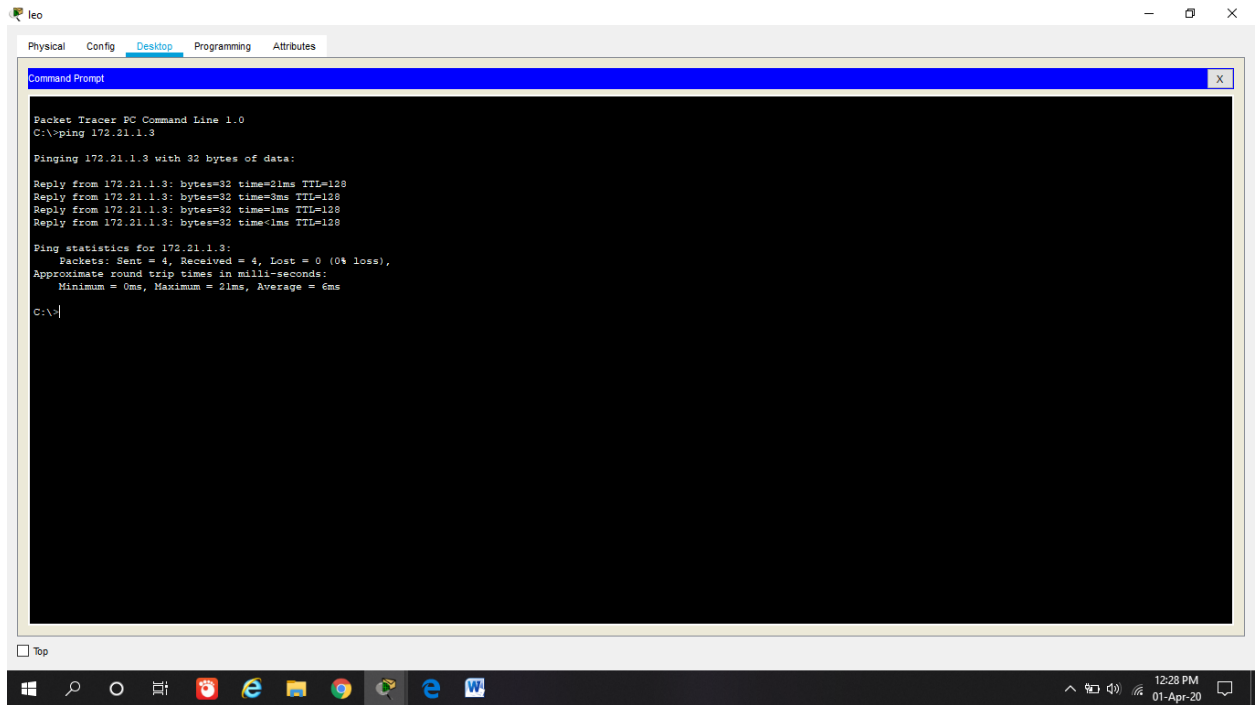 leo
Physical Config Desktop Programming Attributes
Command Prompt
X
Packet Tracer PC Command Line 1.0
C:\>ping 172.21.1.3
Pinging 172.21.1.3 with 32 bytes of data:
Reply from 172.21.1.3: bytes=32 time=21ms TTL=128
Reply from 172.21.1.3: bytes=32 time=3ms TTL=128
Reply from 172.21.1.3: bytes=32 time=1ms TTL=128
Reply from 172.21.1.3: bytes=32 time<1ms TTL=128
Ping statistics for 172.21.1.3:
Packets: Sent = 4, Received = 4, Lost = 0 (0% loss),
Approximate round trip times in milli-seconds:
Minimum = 0ms, Maximum = 21ms, Average = 6ms
C:\>
Top
12:28 PM
01-Apr-20